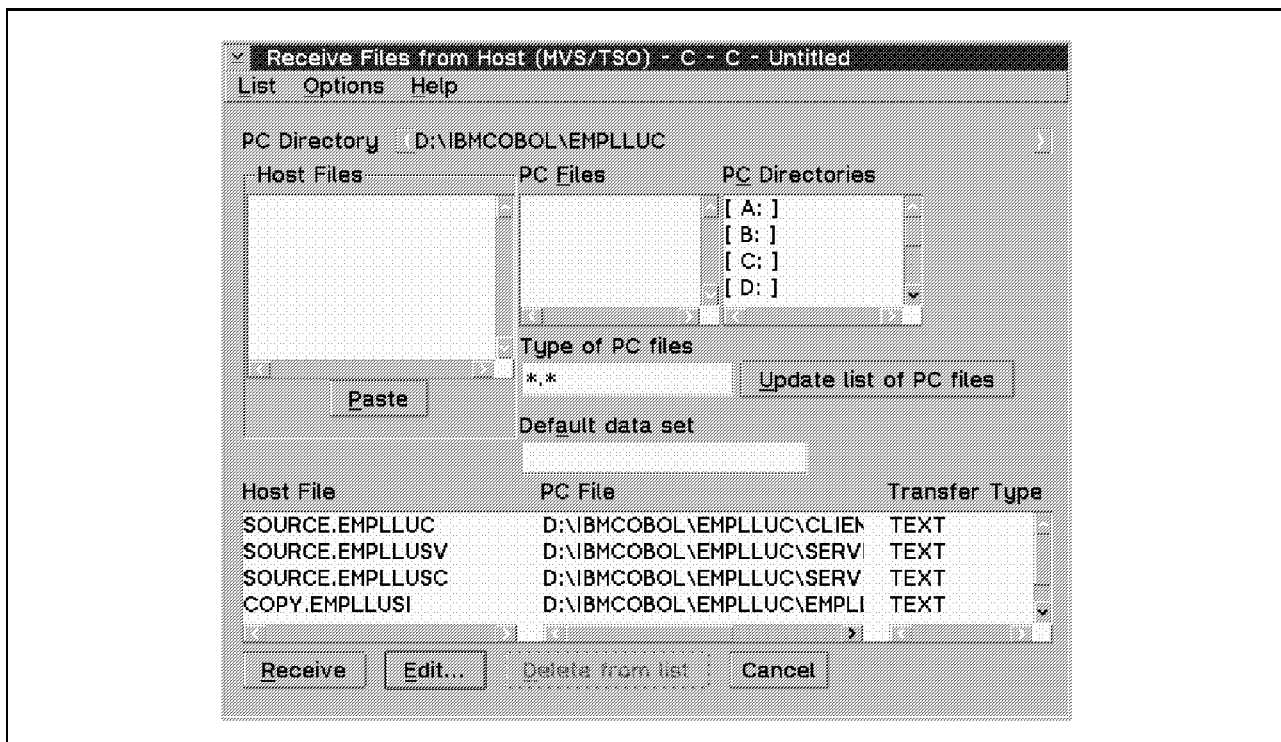 Receive Files from Host (MVS/TSO) - C - C - Untitled
List Options Help
PC Directory D:\IBMCOBOL\EMPLLUC
Host Files PC Files PC Directories
[ A: ]
[ B: ]
[ C: ]
[ D: ]
Type of PC files
*.* Update list of PC files
Paste
Default data set
Host File PC File Transfer Type
SOURCE.EMPLLUC D:\IBMCOBOL\EMPLLUC\CLIEN TEXT
SOURCE.EMPLLUSV D:\IBMCOBOL\EMPLLUC\SERVI TEXT
SOURCE.EMPLLUSC D:\IBMCOBOL\EMPLLUC\SERV TEXT
COPY.EMPLLUSI D:\IBMCOBOL\EMPLLUC\EMPLI TEXT
Receive Edit... Delete from list Cancel